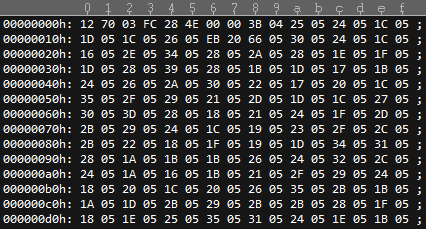 0 1 2 3 4 5 6 7 8 9 a b c d e f
00000000h: 12 70 03 FC 28 4E 00 00 3B 04 25 05 24 05 1C 05 ;
00000010h: 1D 05 1C 05 26 05 EB 20 66 05 30 05 24 05 1C 05 ;
00000020h: 16 05 2E 05 34 05 28 05 2A 05 28 05 1E 05 1F 05 ;
00000030h: 1D 05 28 05 39 05 28 05 1B 05 1D 05 17 05 1B 05 ;
00000040h: 24 05 26 05 2A 05 30 05 22 05 17 05 20 05 1C 05 ;
00000050h: 35 05 2F 05 29 05 21 05 2D 05 1D 05 1C 05 27 05 ;
00000060h: 30 05 3D 05 28 05 18 05 21 05 24 05 1F 05 2D 05 ;
00000070h: 2B 05 29 05 24 05 1C 05 19 05 23 05 2F 05 2C 05 ;
00000080h: 2B 05 22 05 18 05 1F 05 19 05 1D 05 34 05 31 05 ;
00000090h: 28 05 1A 05 1B 05 1B 05 26 05 24 05 32 05 2C 05 ;
000000a0h: 24 05 1A 05 16 05 1B 05 21 05 2F 05 29 05 24 05 ;
000000b0h: 18 05 20 05 1C 05 20 05 26 05 35 05 2B 05 1B 05 ;
000000c0h: 1A 05 1D 05 2B 05 29 05 2B 05 2B 05 28 05 1F 05 ;
000000d0h: 18 05 1E 05 25 05 35 05 31 05 24 05 1E 05 1B 05 ;